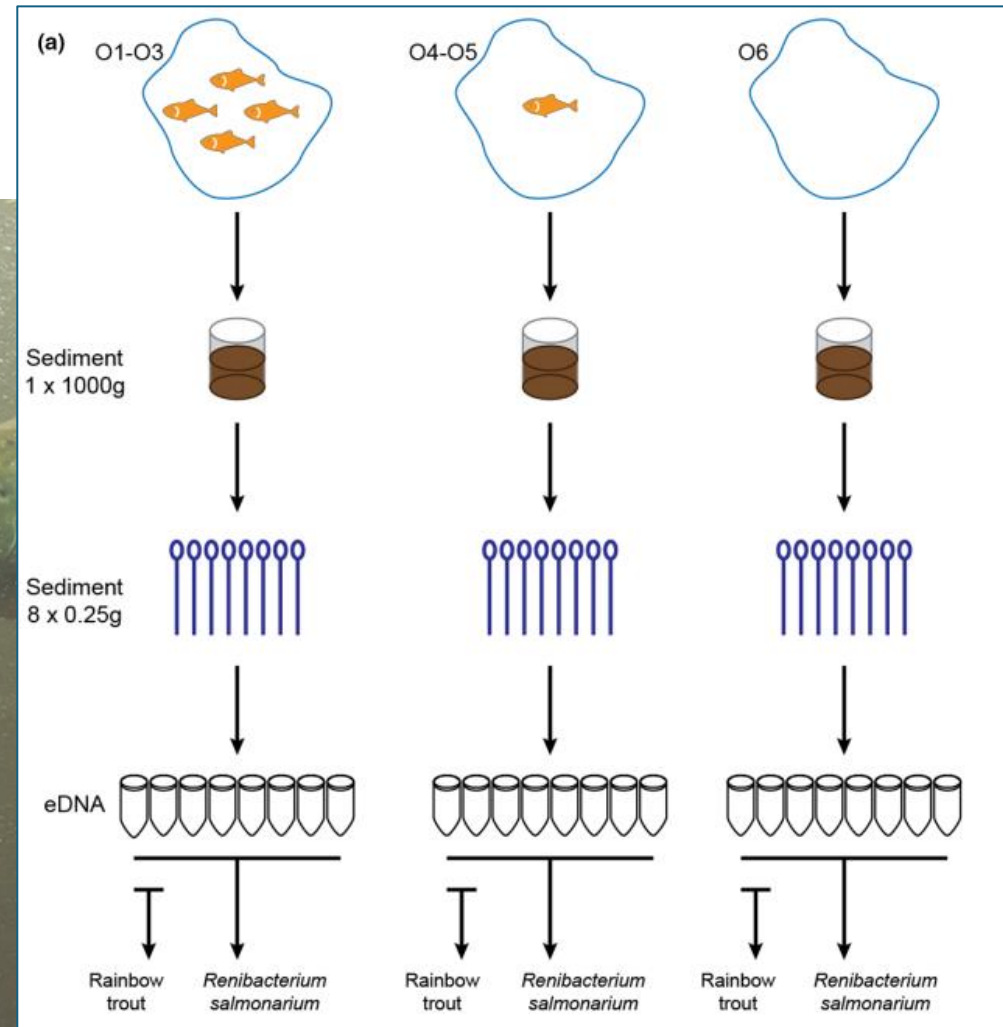 (a)
O1-O3
O4-O5
O6
Sediment
1 x 1000g
Sediment
8 x 0.25g
eDNA
Rainbow
trout
Renibacterium
salmonarium
Rainbow
trout
Renibacterium
salmonarium
Rainbow
trout
Renibacterium
salmonarium